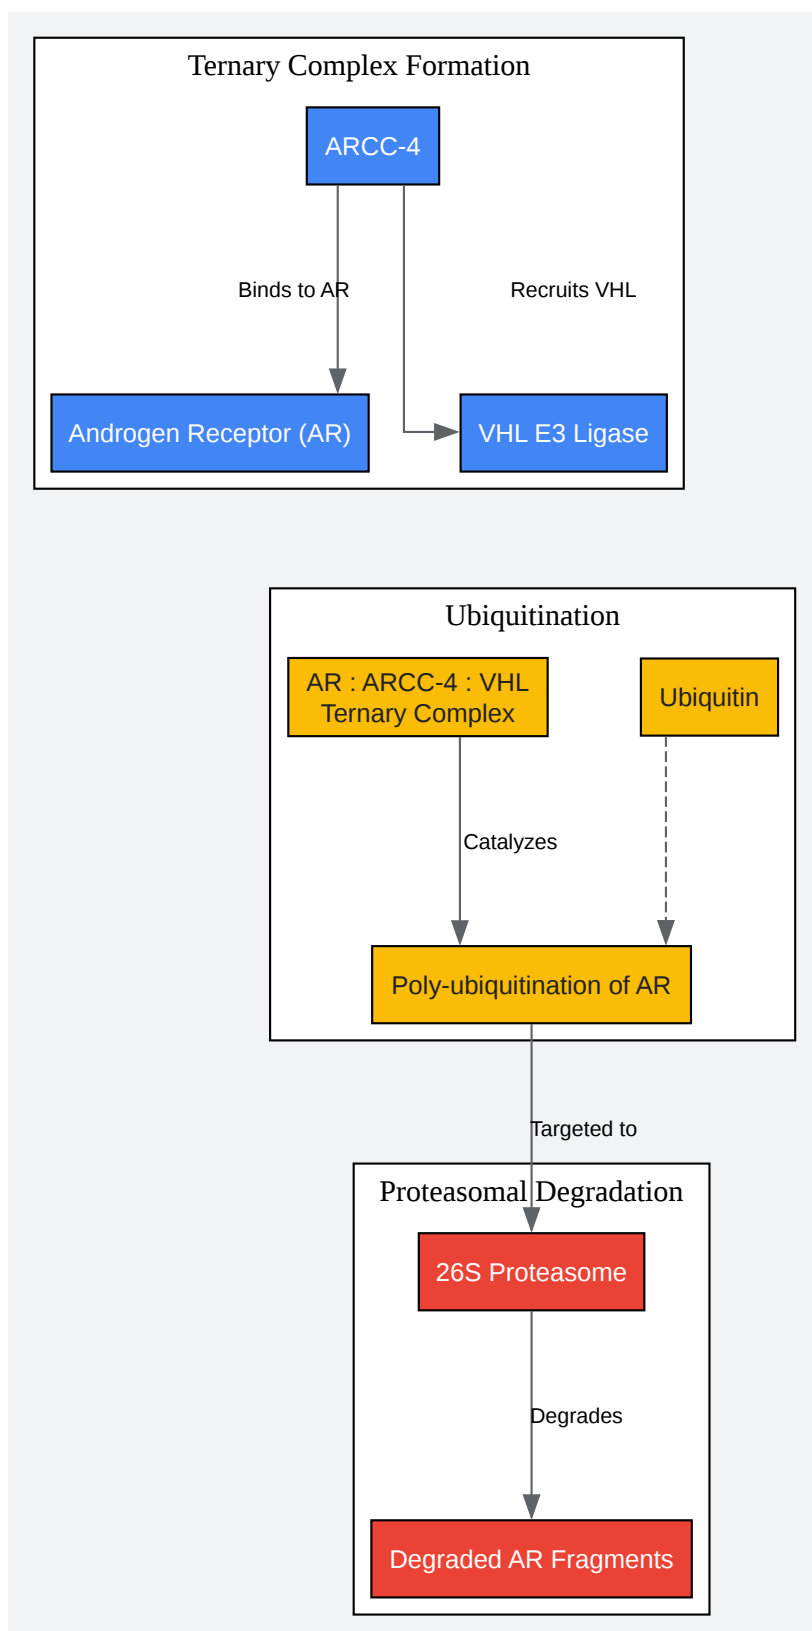 Ternary Complex Formation
ARCC-4
Binds to AR
Recruits VHL
Androgen Receptor (AR)
VHL E3 Ligase
Ubiquitination
AR : ARCC-4 : VHL
Ternary Complex
Ubiquitin
Catalyzes
Poly-ubiquitination of AR
Targeted to
Proteasomal Degradation
26S Proteasome
Degrades
Degraded AR Fragments